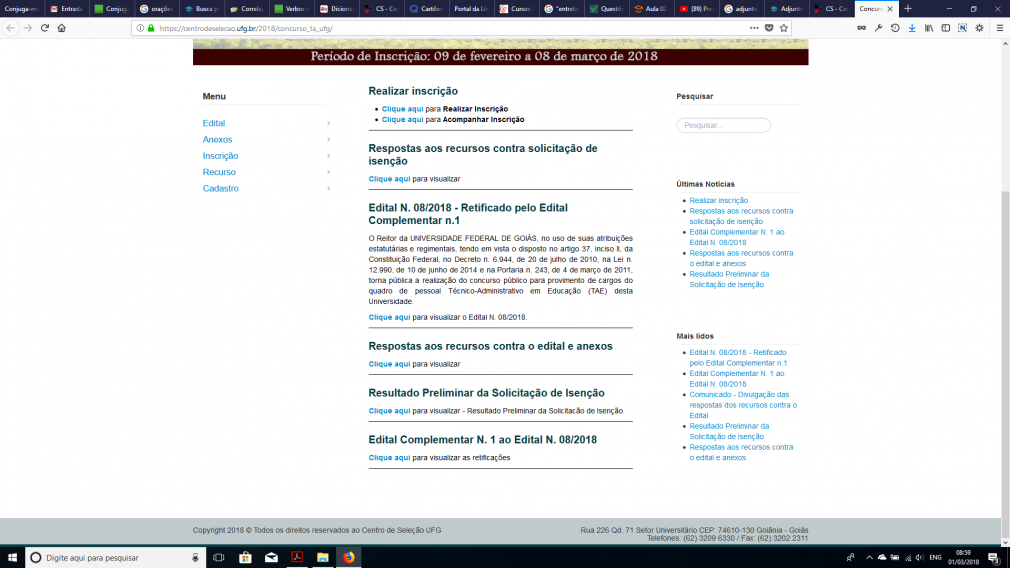 Conjuga-me
Entrada
Conjug
orações
Busca p
Correla
Verbos
Dicioná
CS - Ce
Cartões
Portal da Un
Cursos
"entreta
Questõ
Aula 02
(89) Pec
adjunto
Adjunt
CS - Ce
Concurso
https://centrodeselecao.ufg.br/2018/concurso_ta_ufg/
Período de Inscrição: 09 de fevereiro a 08 de março de 2018
Menu
Edital
Anexos
Inscrição
Recurso
Cadastro
Realizar inscrição
Clique aqui para Realizar Inscrição
Clique aqui para Acompanhar Inscrição
Respostas aos recursos contra solicitação de
isenção
Clique aqui para visualizar
Edital N. 08/2018 - Retificado pelo Edital
Complementar n.1
O Reitor da UNIVERSIDADE FEDERAL DE GOIÁS, no uso de suas atribuições
estatutárias e regimentais, tendo em vista o disposto no artigo 37, inciso II, da
Constituição Federal, no Decreto n. 6.944, de 20 de julho de 2010, na Lei n.
12.990, de 10 de junho de 2014 e na Portaria n. 243, de 4 de março de 2011,
torna pública a realização do concurso público para provimento de cargos do
quadro de pessoal Técnico-Administrativo em Educação (TAE) desta
Universidade.
Clique aqui para visualizar o Edital N. 08/2018.
Respostas aos recursos contra o edital e anexos
Clique aqui para visualizar
Resultado Preliminar da Solicitação de Isenção
Clique aqui para visualizar - Resultado Preliminar da Solicitacão de Isenção.
Edital Complementar N. 1 ao Edital N. 08/2018
Clique aqui para visualizar as retificações
Pesquisar
Pesquisar...
Últimas Notícias
Realizar inscrição
Respostas aos recursos contra
solicitação de isenção
Edital Complementar N. 1 ao
Edital N. 08/2018
Respostas aos recursos contra
o edital e anexos
Resultado Preliminar da
Solicitação de Isenção
Mais lidos
Edital N. 08/2018 - Retificado
pelo Edital Complementar n.1
Edital Complementar N. 1 ao
Edital N. 08/2018
Comunicado - Divulgação das
respostas dos recursos contra o
Edital
Resultado Preliminar da
Solicitação de Isenção
Respostas aos recursos contra
o edital e anexos
Copyright 2018 © Todos os direitos reservados ao Centro de Seleção UFG
Rua 226 Qd. 71 Setor Universitário CEP: 74610-130 Goiânia - Goiás
Telefones: (62) 3209 6330 / Fax: (62) 3202 2311
Digite aqui para pesquisar
ENG
08:59
01/03/2018